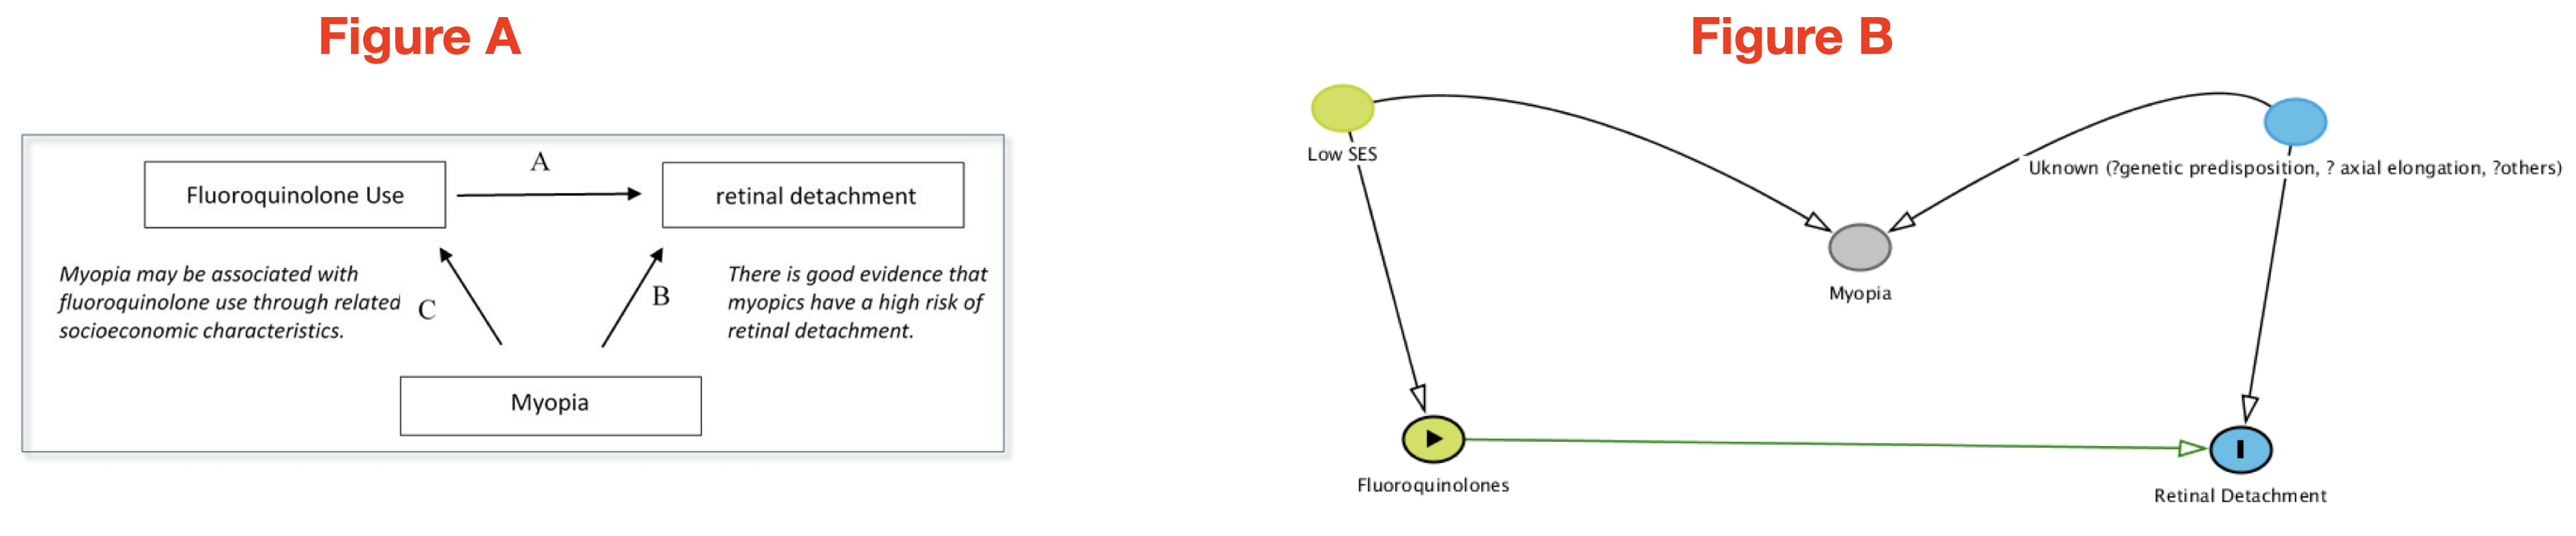 Figure A
Fluoroquinolone Use
A
retinal detachment
Myopia may be associated with
fluoroquinolone use through related
socioeconomic characteristics.
C
B
There is good evidence that
myopics have a high risk of
retinal detachment.
Myopia
Figure B
Low SES
Uknown (?genetic predisposition, ? axial elongation, ?others)
Myopia
Fluoroquinolones
Retinal Detachment